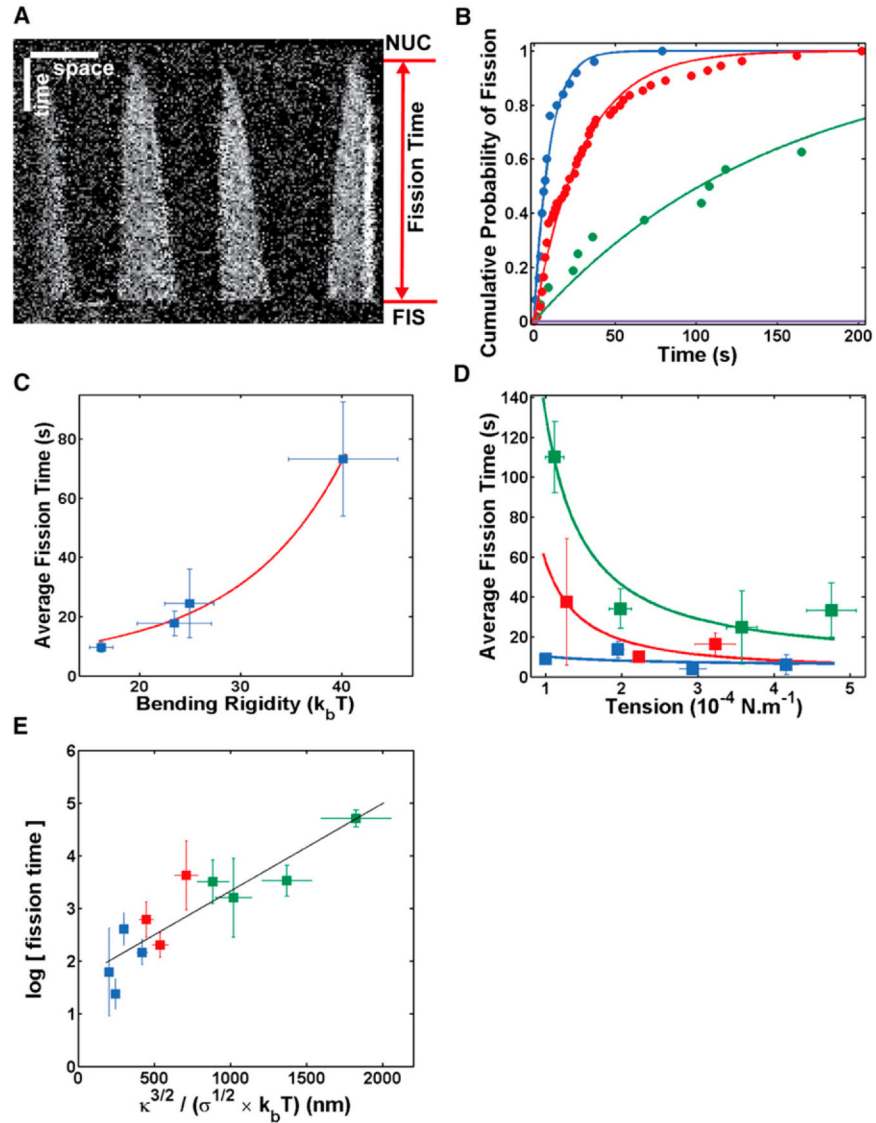 A
NUC
space
time
Fission Time
FIS
B
Cumulative Probability of Fission
1
0.8
0.6
0.4
0.2
0
0 50 100 150 200
Time (s)
C
Average Fission Time (s)
80
60
40
20
0
20 30 40
Bending Rigidity (k_bT)
D
Average Fission Time (s)
140
120
100
80
60
40
20
0
1 2 3 4 5
Tension (10⁻⁴ N.m⁻¹)
E
log [ fission time ]
6
5
4
3
2
1
0
0 500 1000 1500 2000
κ^3/2 / (σ^1/2 × k_bT) (nm)